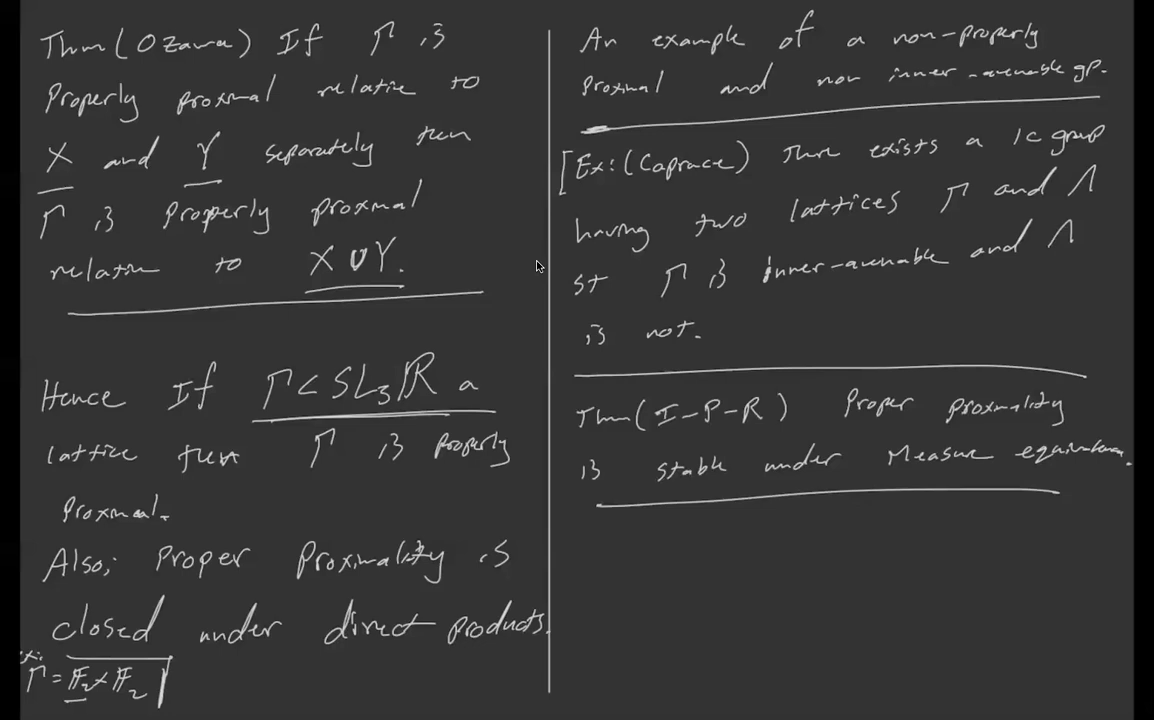 Thm (Ozawa) If Γ is
Properly proximal relative to
X and Y separately then
Γ is Properly proximal
relative to X ∪ Y.
Hence If Γ < SL₃ℝ a
lattice then Γ is properly
Proximal.
Also; Proper Proximality is
closed under direct products.
Ex:
Γ = 𝔽₂ × 𝔽₂
An example of a non-properly
Proximal and non inner-amenable gp.
[Ex: (Caprace) There exists a lc group
having two lattices Γ and Λ
st Γ is inner-amenable and Λ
is not.
Thm (I-P-R) Proper proximality
is stable under Measure equivalence.